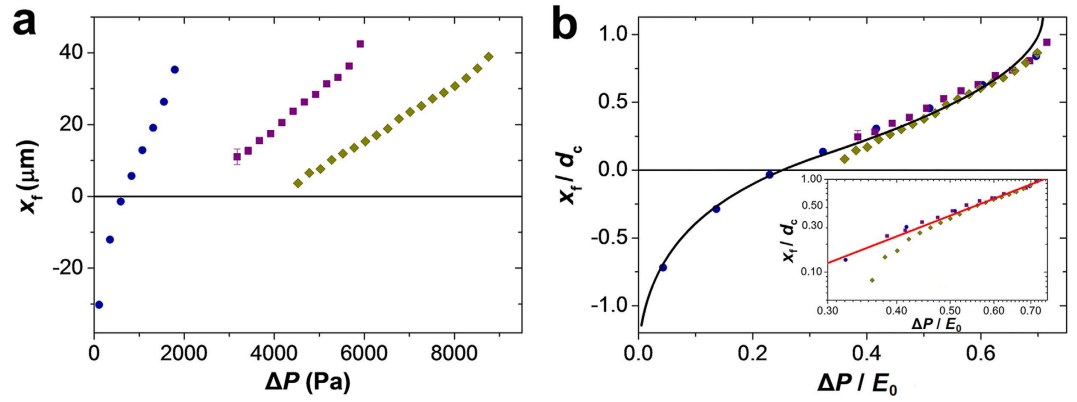 a
40
20
0
-20
x_f (μm)
0 2000 4000 6000 8000
ΔP (Pa)
b
1.0
0.5
0.0
-0.5
-1.0
x_f / d_c
0.0 0.2 0.4 0.6
ΔP / E_0
1.00
0.50
0.30
0.10
x_f / d_c
0.30 0.40 0.50 0.60 0.70
ΔP / E_0